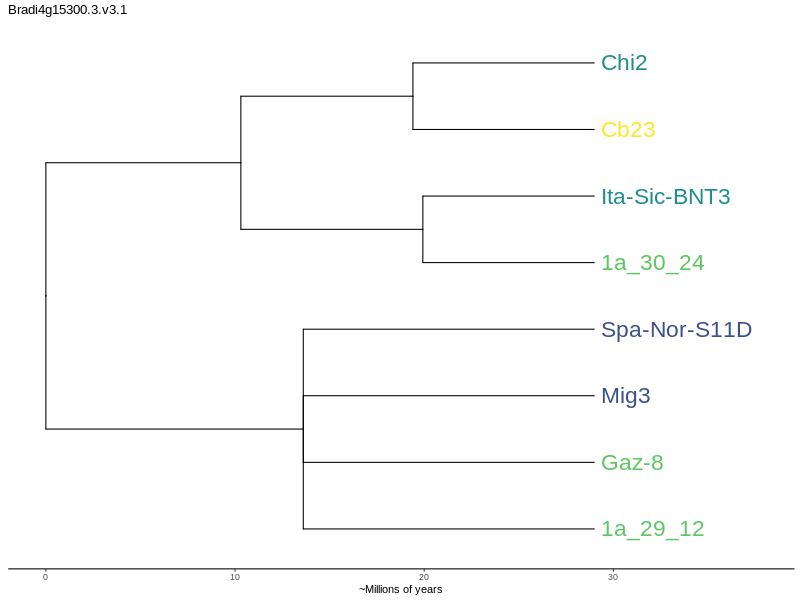 Bradi4g15300.3.v3.1
Chi2
Cb23
Ita-Sic-BNT3
1a_30_24
Spa-Nor-S11D
Mig3
Gaz-8
1a_29_12
0 10 20 30
~Millions of years